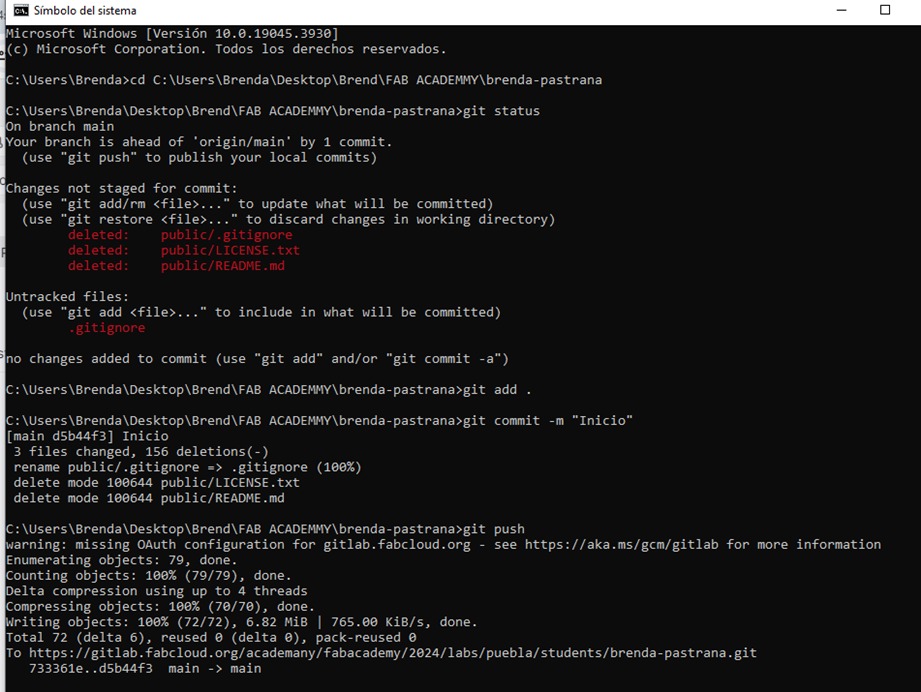 Símbolo del sistema
Microsoft Windows [Versión 10.0.19045.3930]
(c) Microsoft Corporation. Todos los derechos reservados.
C:\Users\Brenda>cd C:\Users\Brenda\Desktop\Brend\FAB ACADEMMY\brenda-pastrana
C:\Users\Brenda\Desktop\Brend\FAB ACADEMMY\brenda-pastrana>git status
On branch main
Your branch is ahead of 'origin/main' by 1 commit.
(use "git push" to publish your local commits)
Changes not staged for commit:
(use "git add/rm <file>..." to update what will be committed)
(use "git restore <file>..." to discard changes in working directory)
deleted:    public/.gitignore
deleted:    public/LICENSE.txt
deleted:    public/README.md
Untracked files:
(use "git add <file>..." to include in what will be committed)
.gitignore
no changes added to commit (use "git add" and/or "git commit -a")
C:\Users\Brenda\Desktop\Brend\FAB ACADEMMY\brenda-pastrana>git add .
C:\Users\Brenda\Desktop\Brend\FAB ACADEMMY\brenda-pastrana>git commit -m "Inicio"
[main d5b44f3] Inicio
3 files changed, 156 deletions(-)
rename public/.gitignore => .gitignore (100%)
delete mode 100644 public/LICENSE.txt
delete mode 100644 public/README.md
C:\Users\Brenda\Desktop\Brend\FAB ACADEMMY\brenda-pastrana>git push
warning: missing OAuth configuration for gitlab.fabcloud.org - see https://aka.ms/gcm/gitlab for more information
Enumerating objects: 79, done.
Counting objects: 100% (79/79), done.
Delta compression using up to 4 threads
Compressing objects: 100% (70/70), done.
Writing objects: 100% (72/72), 6.82 MiB | 765.00 KiB/s, done.
Total 72 (delta 6), reused 0 (delta 0), pack-reused 0
To https://gitlab.fabcloud.org/academany/fabacademy/2024/labs/puebla/students/brenda-pastrana.git
733361e..d5b44f3  main -> main